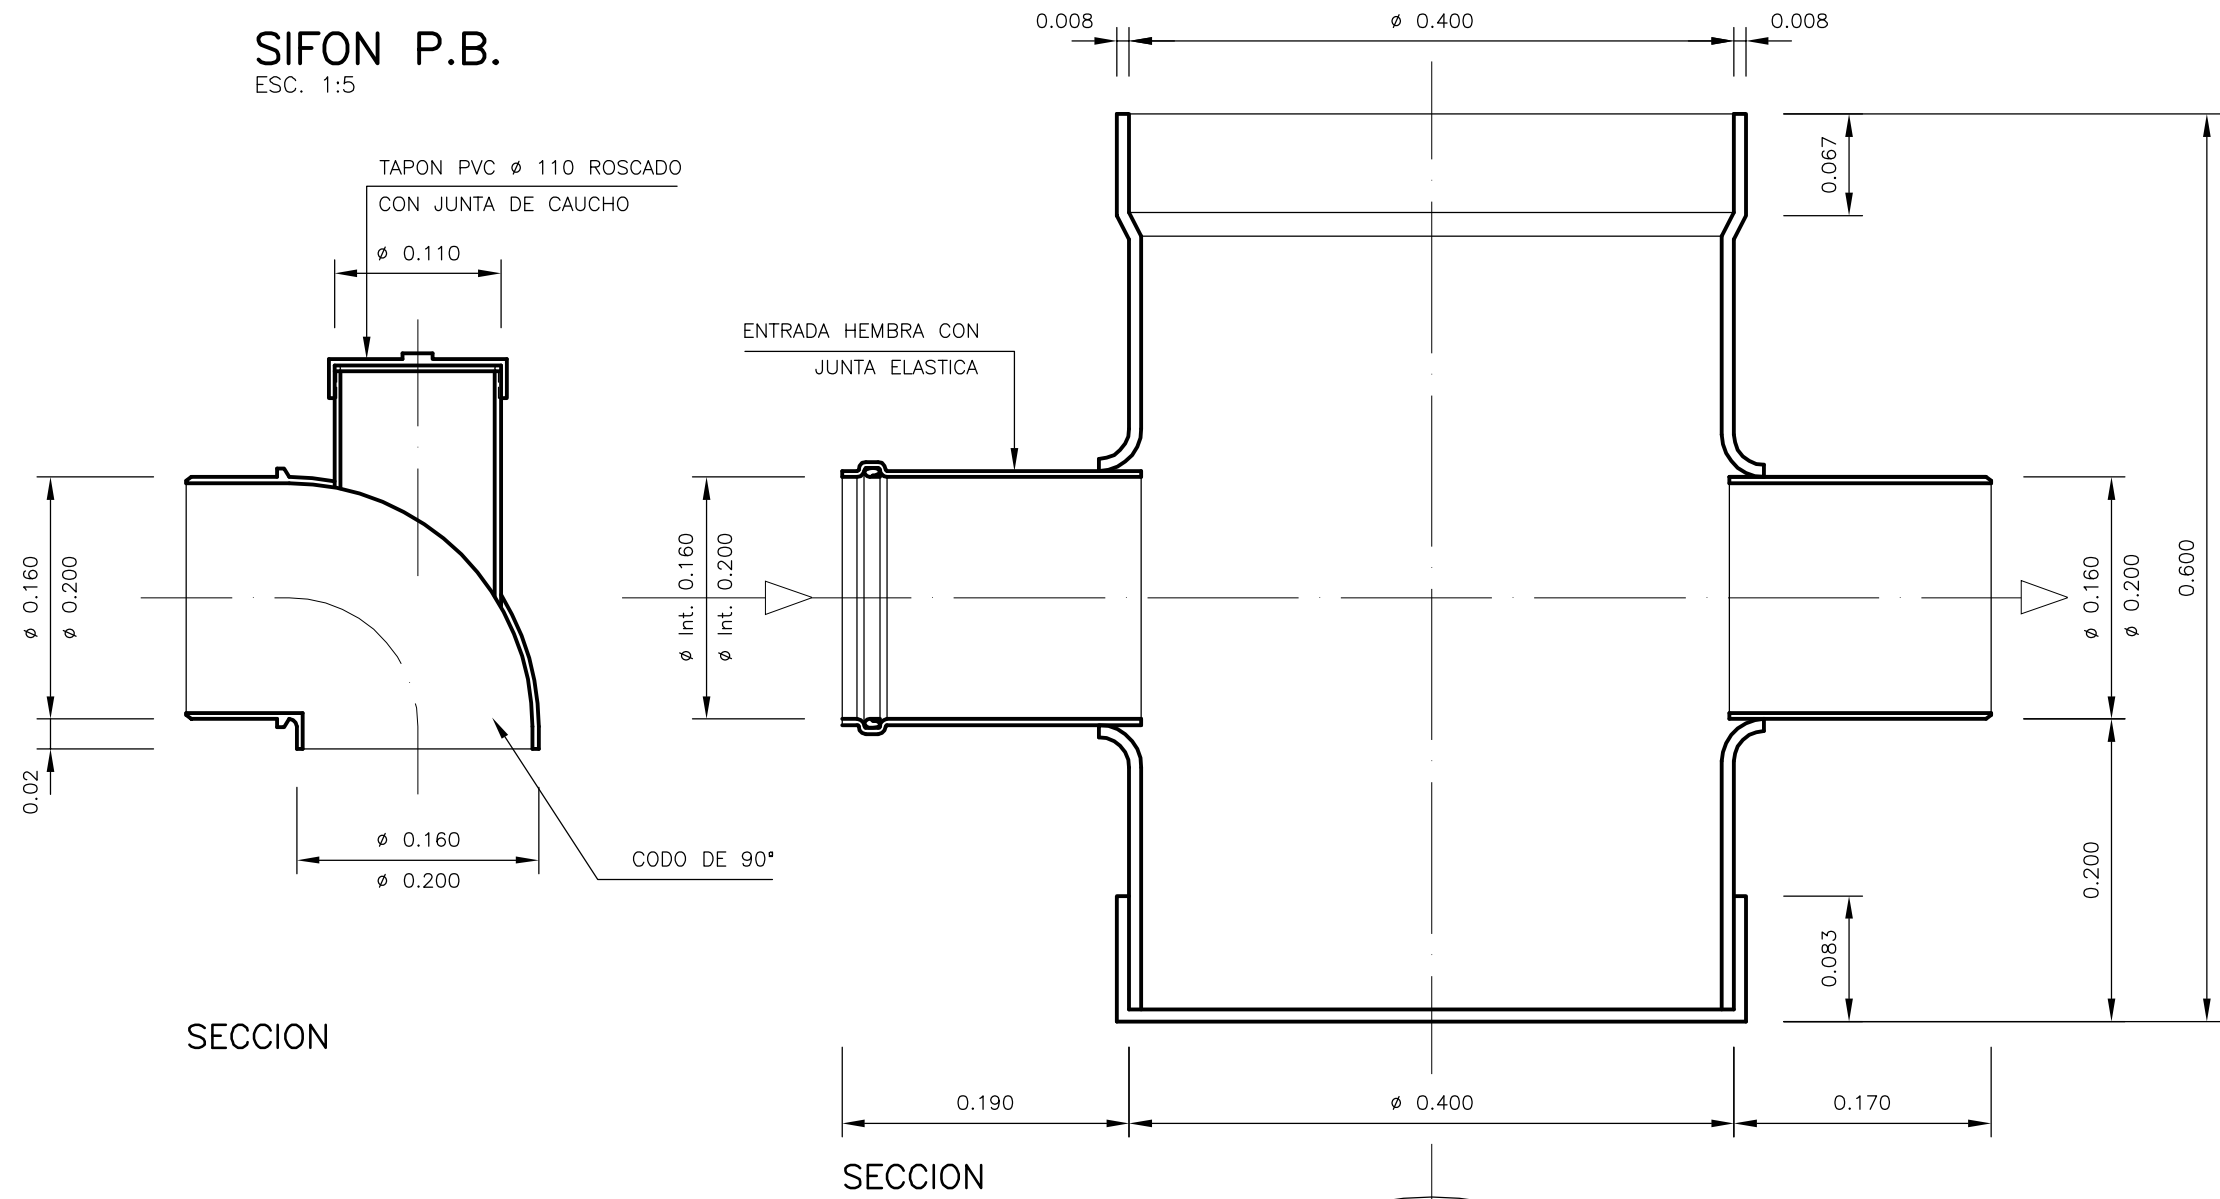 SIFON P.B.
ESC. 1:5
0.008
ø 0.400
0.008
TAPON PVC ø 110 ROSCADO
CON JUNTA DE CAUCHO
ø 0.110
0.067
ENTRADA HEMBRA CON
JUNTA ELASTICA
ø 0.160
ø 0.200
ø Int. 0.160
ø Int. 0.200
ø 0.160
ø 0.200
0.600
0.02
ø 0.160
ø 0.200
CODO DE 90º
0.200
0.083
SECCION
0.190
ø 0.400
0.170
SECCION